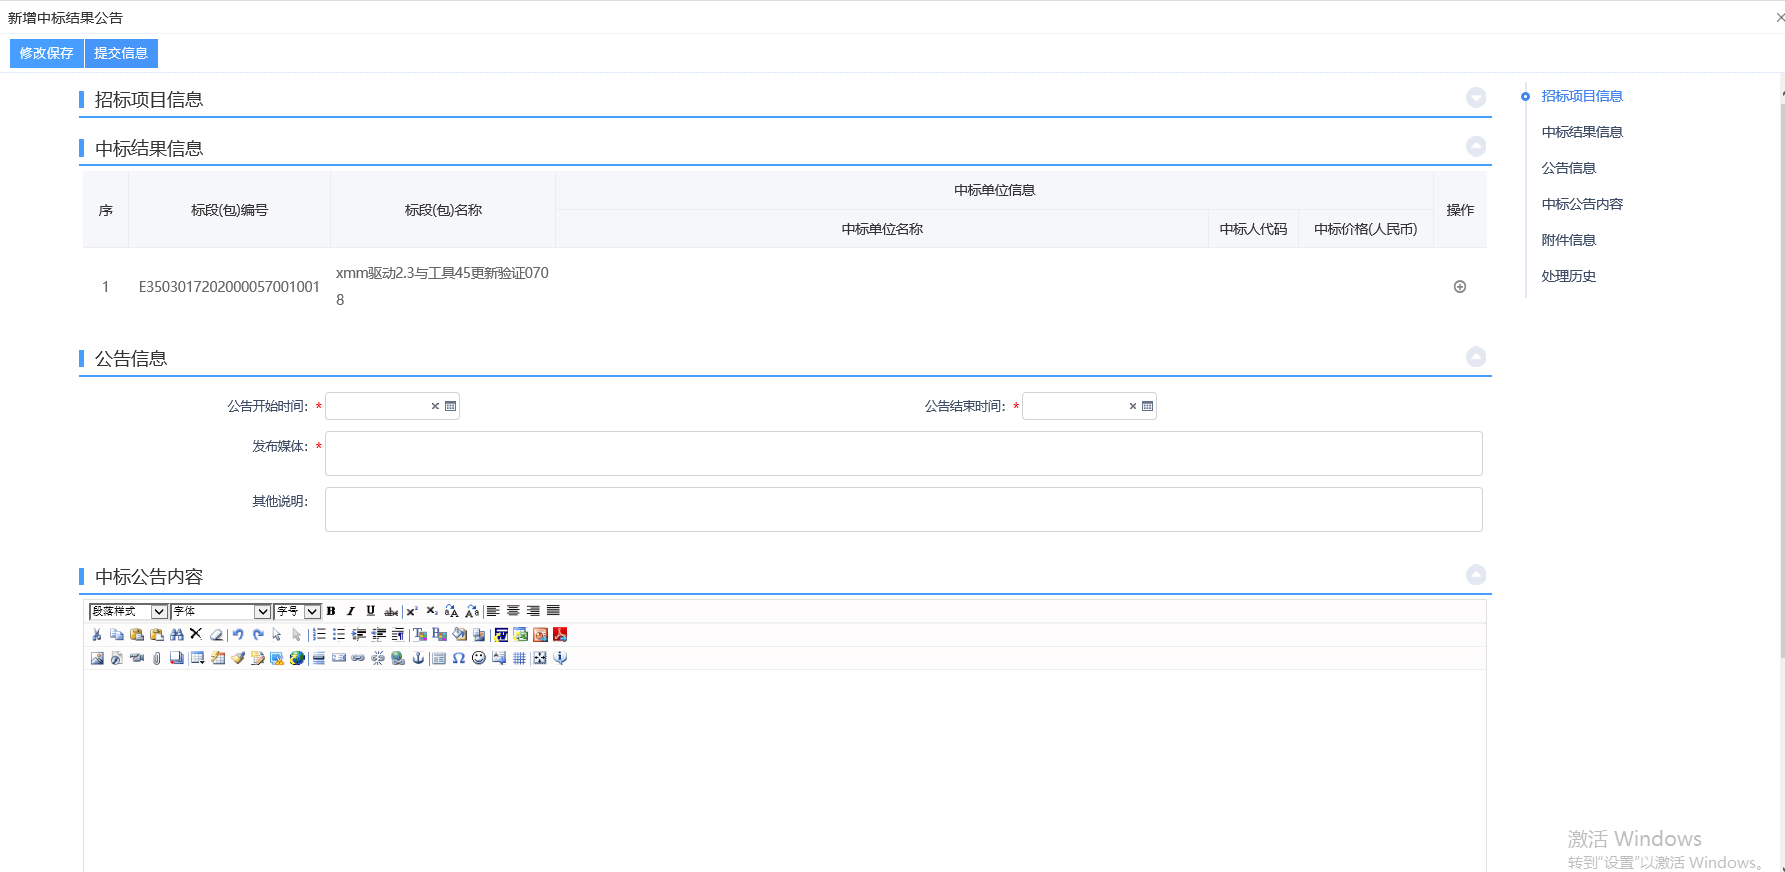 新增中标结果公告
修改保存 提交信息
招标项目信息
中标结果信息
序 标段(包)编号 标段(包)名称 中标单位信息 操作
中标单位名称 中标人代码 中标价格(人民币)
1 E3503017202000057001001 xmm驱动2.3与工具45更新验证070
8
公告信息
公告开始时间: * 公告结束时间: *
发布媒体: *
其他说明:
中标公告内容
段落样式 字体 字号
招标项目信息
中标结果信息
公告信息
中标公告内容
附件信息
处理历史
激活 Windows
转到"设置"以激活 Windows。